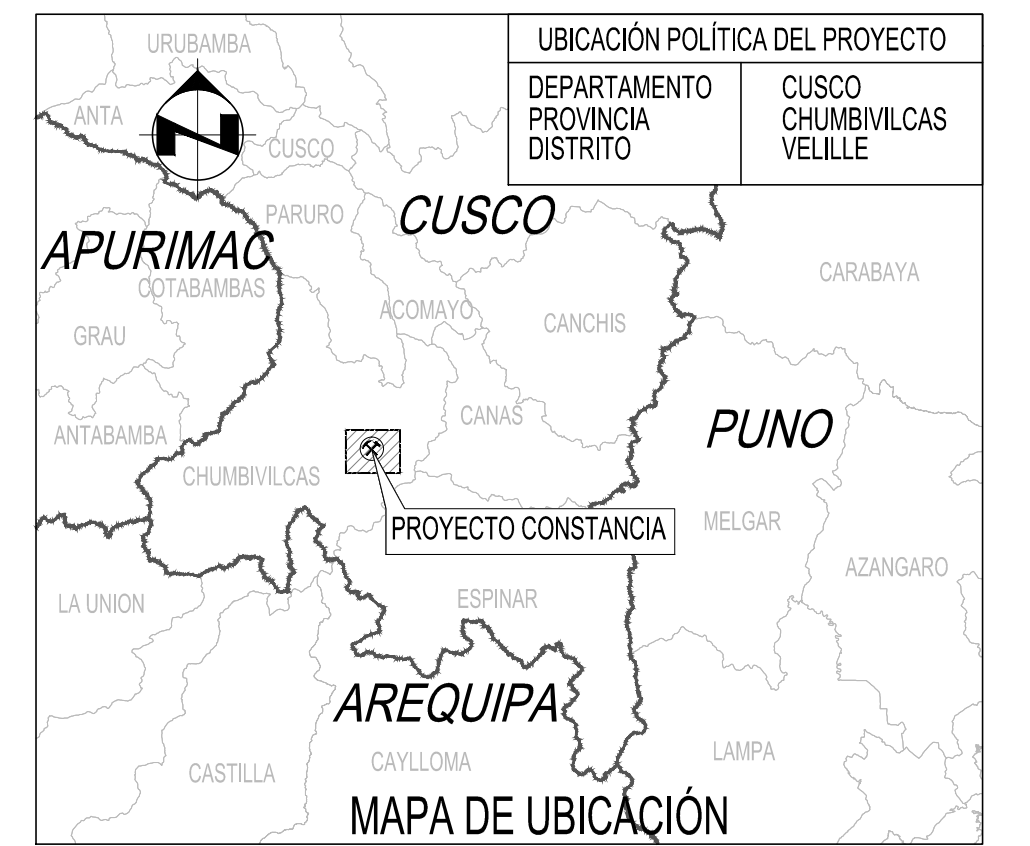 UBICACIÓN POLÍTICA DEL PROYECTO
DEPARTAMENTO CUSCO
PROVINCIA CHUMBIVILCAS
DISTRITO VELILLE
URUBAMBA
ANTA
N
CUSCO
PARURO
CUSCO
APURIMAC
COTABAMBAS
CARABAYA
ACOMAYO
CANCHIS
GRAU
CANAS
PUNO
ANTABAMBA
CHUMBIVILCAS
PROYECTO CONSTANCIA
MELGAR
AZANGARO
LA UNION
ESPINAR
AREQUIPA
LAMPA
CAYLLOMA
CASTILLA
MAPA DE UBICACIÓN